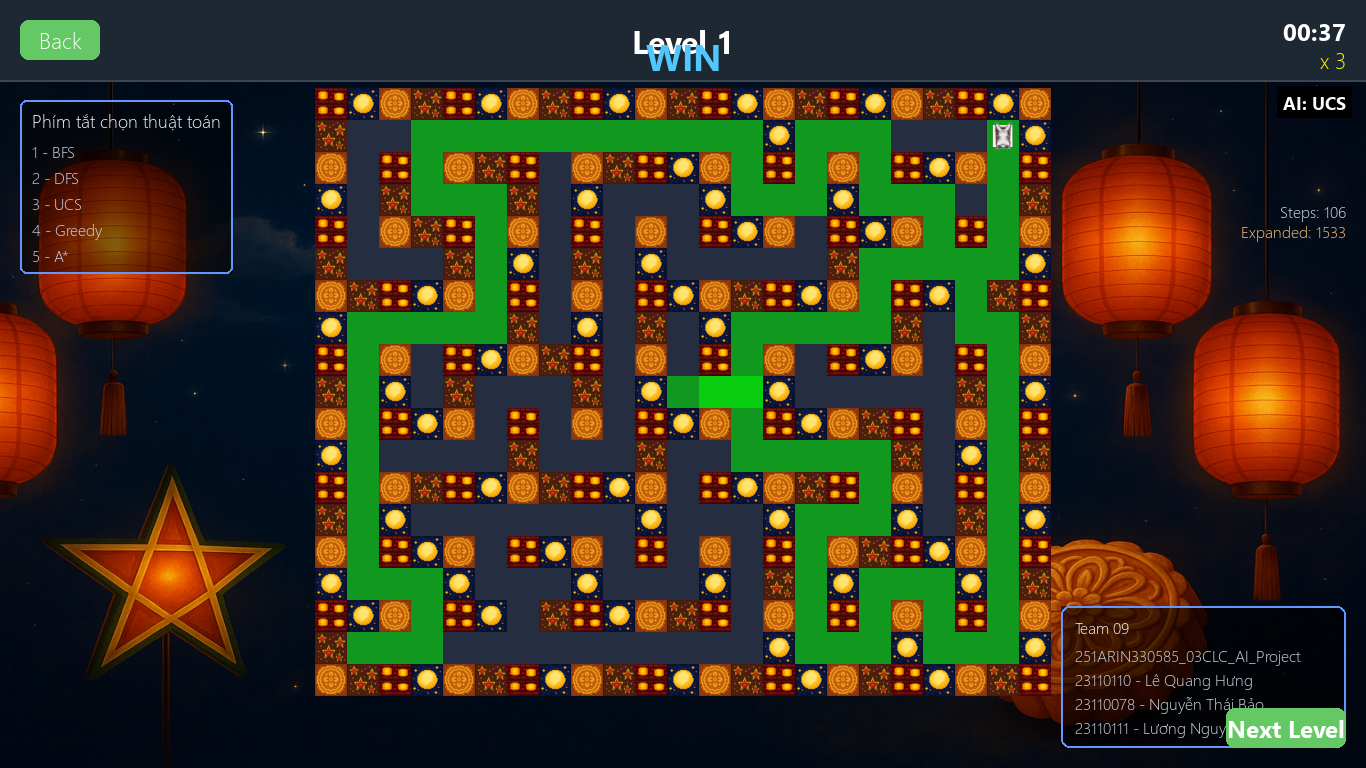 Back
Level 1
WIN
00:37
x 3
AI: UCS
Phím tắt chọn thuật toán
1 - BFS
2 - DFS
3 - UCS
4 - Greedy
5 - A*
Steps: 106
Expanded: 1533
Team 09
251ARIN330585_03CLC_AI_Project
23110110 - Lê Quang Hưng
23110078 - Nguyễn Thái Bảo
23110111 - Lương
Next Level